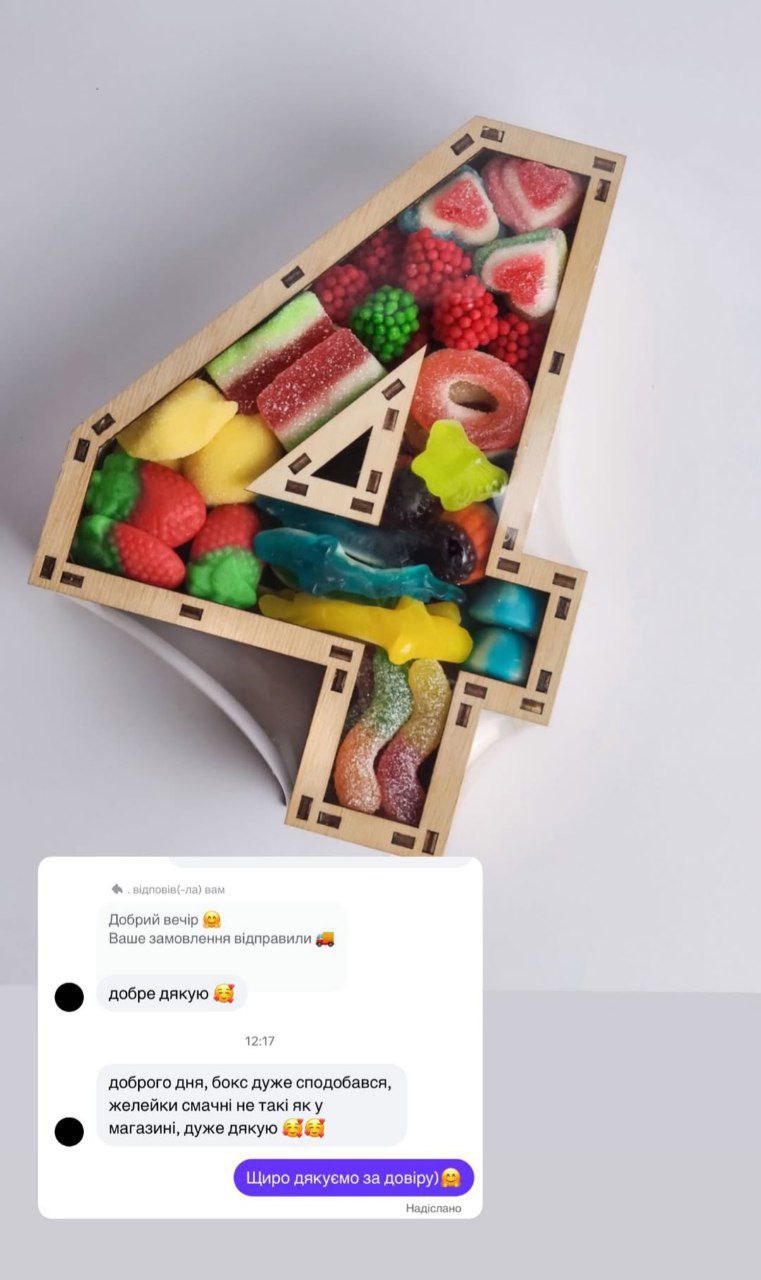 . відповів(-ла) вам
Добрий вечір 🤗
Ваше замовлення відправили 🚚
добре дякую 🥰
12:17
доброго дня, бокс дуже сподобався,
желейки смачні не такі як у
магазині, дуже дякую 🥰🥰
Щиро дякуємо за довіру)🤗
Надіслано